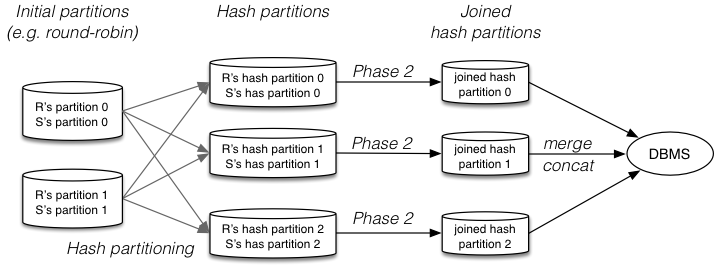 Initial partitions
(e.g. round-robin)
Hash partitions
Joined
hash partitions
R's partition 0
S's partition 0
R's partition 1
S's partition 1
Hash partitioning
R's hash partition 0
S's has partition 0
R's hash partition 1
S's has partition 1
R's hash partition 2
S's has partition 2
Phase 2
Phase 2
Phase 2
joined hash
partition 0
joined hash
partition 1
joined hash
partition 2
merge
concat
DBMS